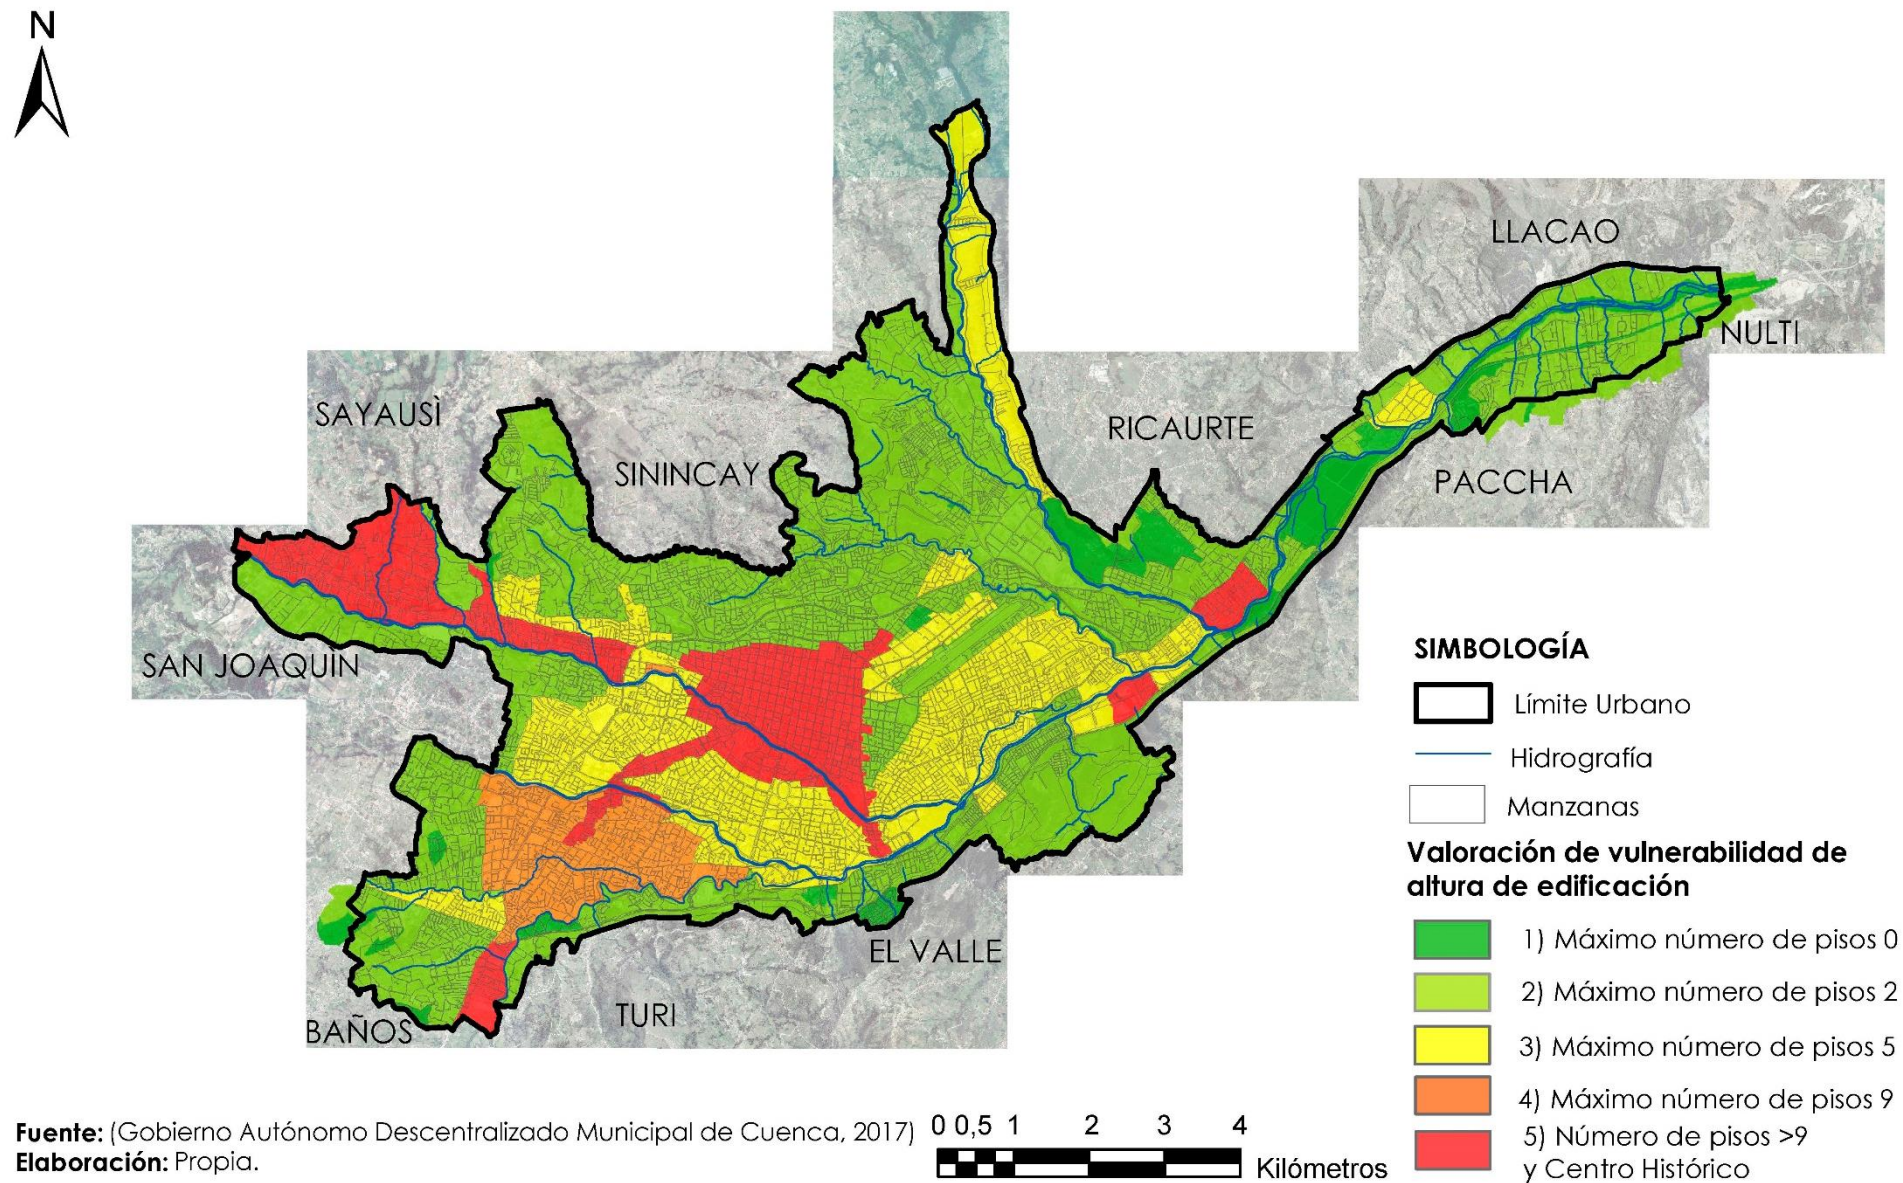 N
LLACAO
NULTI
SAYAUSÌ
RICAURTE
SININCAY
PACCHA
SAN JOAQUÌN
EL VALLE
TURI
BAÑOS
SIMBOLOGÍA
Límite Urbano
Hidrografía
Manzanas
Valoración de vulnerabilidad de
altura de edificación
1) Máximo número de pisos 0
2) Máximo número de pisos 2
3) Máximo número de pisos 5
4) Máximo número de pisos 9
5) Número de pisos >9
y Centro Histórico
Fuente: (Gobierno Autónomo Descentralizado Municipal de Cuenca, 2017)
Elaboración: Propia.
0 0,5 1 2 3 4
Kilómetros